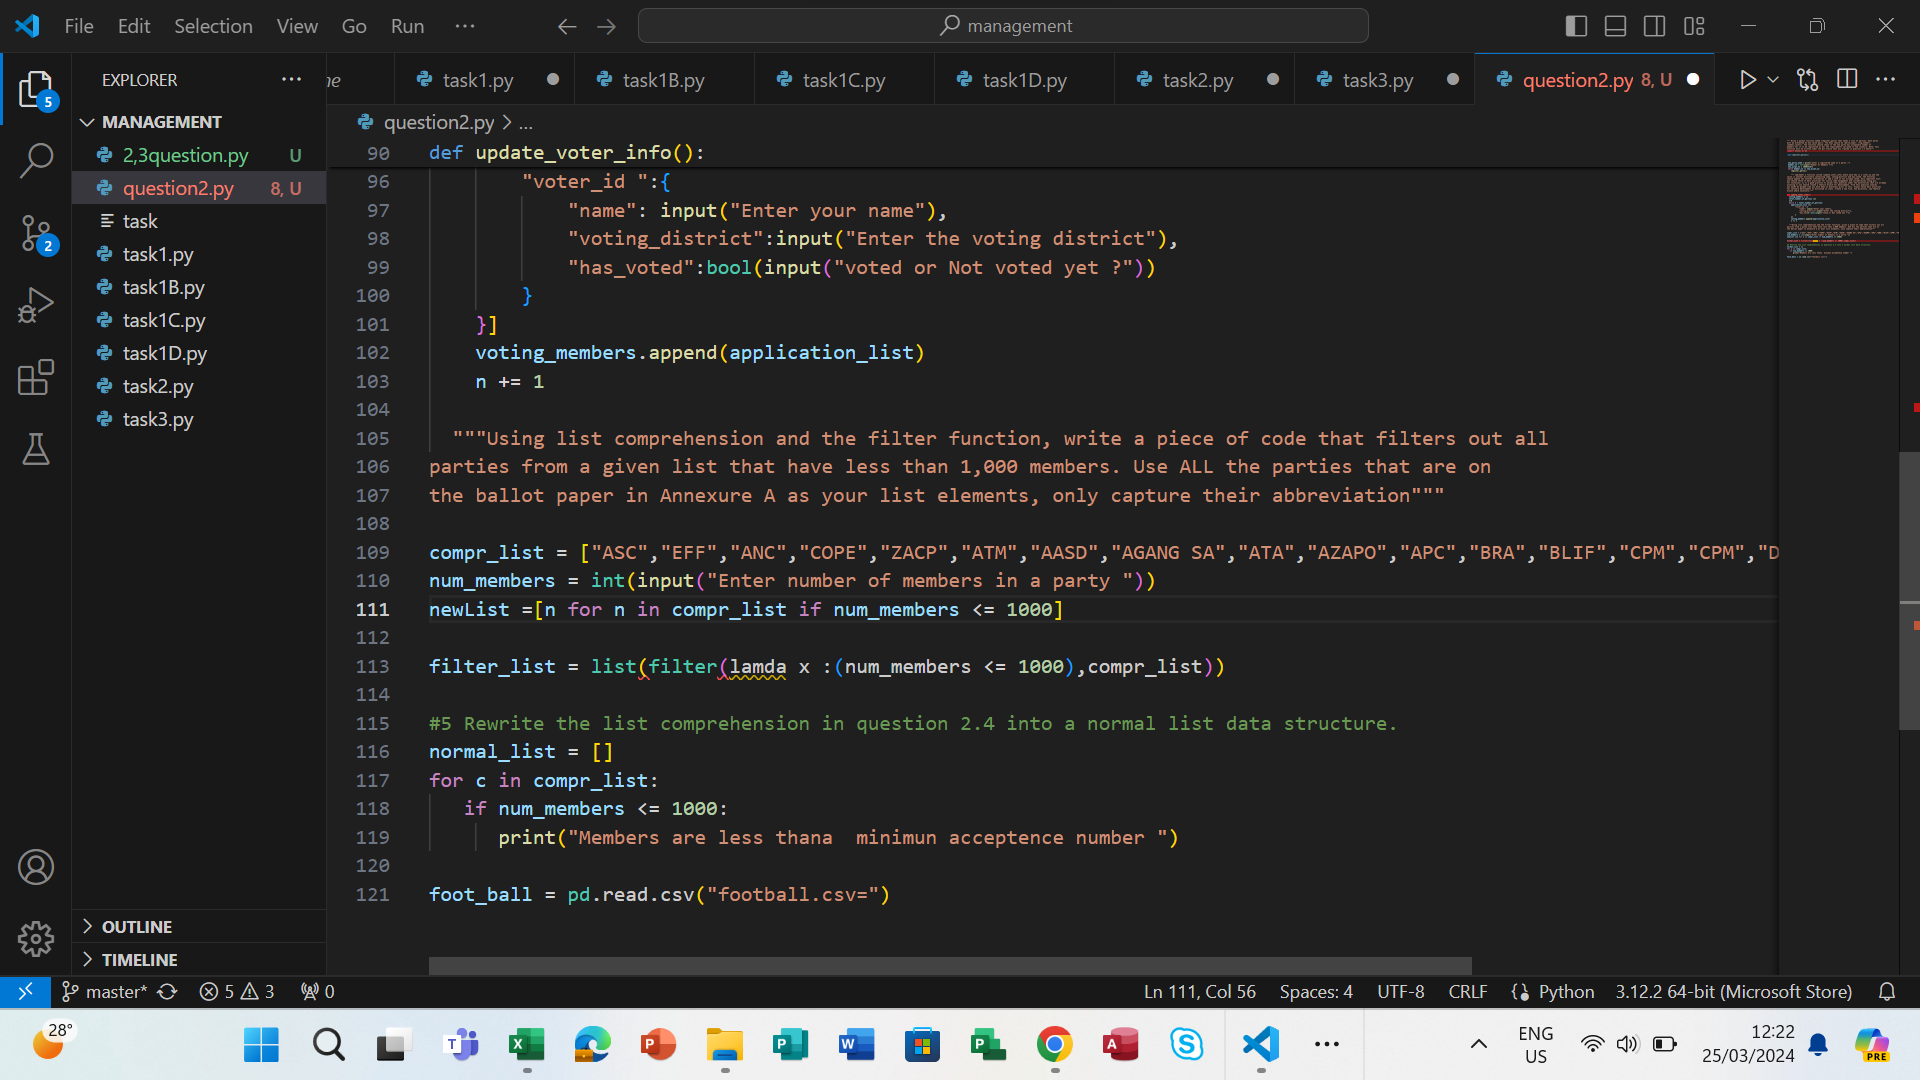 File Edit Selection View Go Run ···
management
EXPLORER ···
me task1.py task1B.py task1C.py task1D.py task2.py task3.py question2.py 8, U
MANAGEMENT
2,3question.py U
question2.py 8, U
task
task1.py
task1B.py
task1C.py
task1D.py
task2.py
task3.py
OUTLINE
TIMELINE
question2.py > ...
90 def update_voter_info():
96 "voter_id ":{
97 "name": input("Enter your name"),
98 "voting_district":input("Enter the voting district"),
99 "has_voted":bool(input("voted or Not voted yet ?"))
100 }
101 }]
102 voting_members.append(application_list)
103 n += 1
104
105 """Using list comprehension and the filter function, write a piece of code that filters out all
106 parties from a given list that have less than 1,000 members. Use ALL the parties that are on
107 the ballot paper in Annexure A as your list elements, only capture their abbreviation"""
108
109 compr_list = ["ASC","EFF","ANC","COPE","ZACP","ATM","AASD","AGANG SA","ATA","AZAPO","APC","BRA","BLIF","CPM","CPM","D
110 num_members = int(input("Enter number of members in a party "))
111 newList =[n for n in compr_list if num_members <= 1000]
112
113 filter_list = list(filter(lamda x :(num_members <= 1000),compr_list))
114
115 #5 Rewrite the list comprehension in question 2.4 into a normal list data structure.
116 normal_list = []
117 for c in compr_list:
118 if num_members <= 1000:
119 print("Members are less thana  minimun acceptence number ")
120
121 foot_ball = pd.read.csv("football.csv=")
5
2
master* 5 3 0
Ln 111, Col 56 Spaces: 4 UTF-8 CRLF Python 3.12.2 64-bit (Microsoft Store)
28°
ENG
US
12:22
25/03/2024
PRE